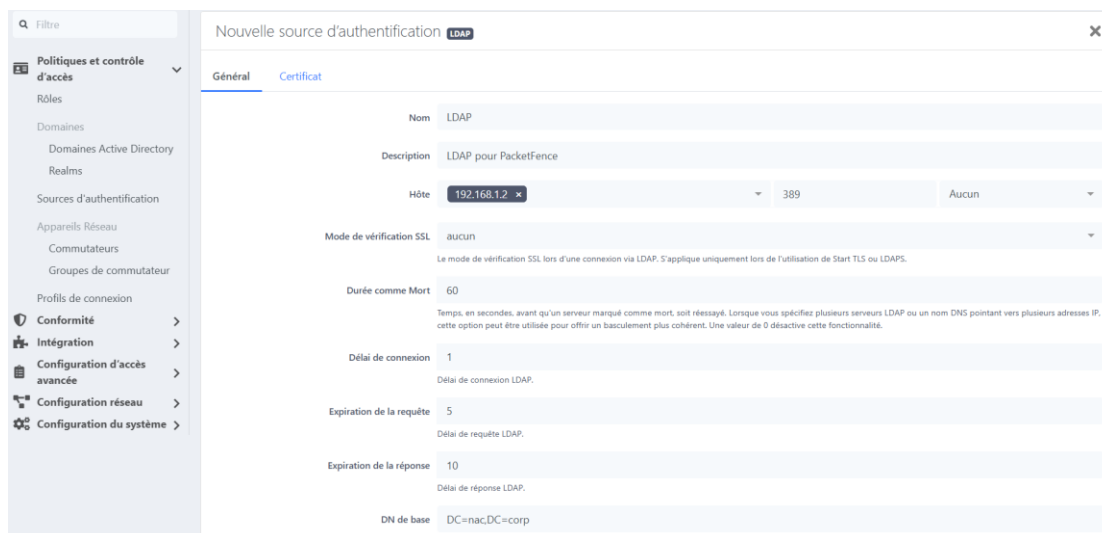 Filtre
Politiques et contrôle
d'accès
Rôles
Domaines
Domaines Active Directory
Realms
Sources d'authentification
Appareils Réseau
Commutateurs
Groupes de commutateur
Profils de connexion
Conformité
Intégration
Configuration d'accès
avancée
Configuration réseau
Configuration du système
Nouvelle source d'authentification LDAP
Général Certificat
Nom LDAP
Description LDAP pour PacketFence
Hôte 192.168.1.2 × 389 Aucun
Mode de vérification SSL aucun
Le mode de vérification SSL lors d'une connexion via LDAP. S'applique uniquement lors de l'utilisation de Start TLS ou LDAPS.
Durée comme Mort 60
Temps, en secondes, avant qu'un serveur marqué comme mort, soit réessayé. Lorsque vous spécifiez plusieurs serveurs LDAP ou un nom DNS pointant vers plusieurs adresses IP,
cette option peut être utilisée pour offrir un basculement plus cohérent. Une valeur de 0 désactive cette fonctionnalité.
Délai de connexion 1
Délai de connexion LDAP.
Expiration de la requête 5
Délai de requête LDAP.
Expiration de la réponse 10
Délai de réponse LDAP.
DN de base DC=nac,DC=corp